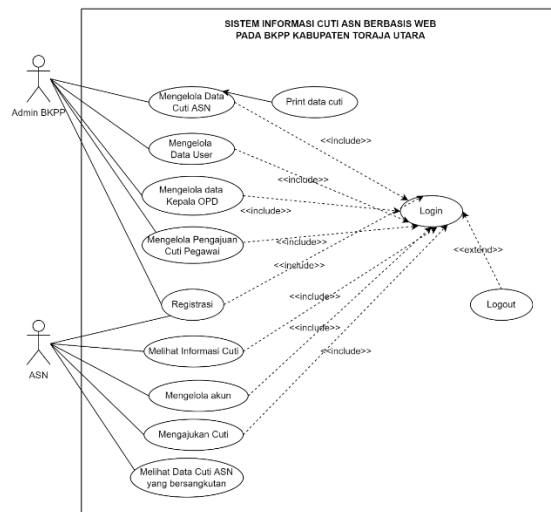 SISTEM INFORMASI CUTI ASN BERBASIS WEB
PADA BKPP KABUPATEN TORAJA UTARA
Admin BKPP
Mengelola Data
Cuti ASN
Print data cuti
<<include>>
Mengelola
Data User
<<include>>
Mengelola data
Kepala OPD
<<include>>
Login
Mengelola Pengajuan
Cuti Pegawai
<<include>>
<<extend>>
<<include>>
Registrasi
<<include>>
Logout
ASN
Melihat Informasi Cuti
<<include>>
<<include>>
Mengelola akun
Mengajukan Cuti
Melihat Data Cuti ASN
yang bersangkutan